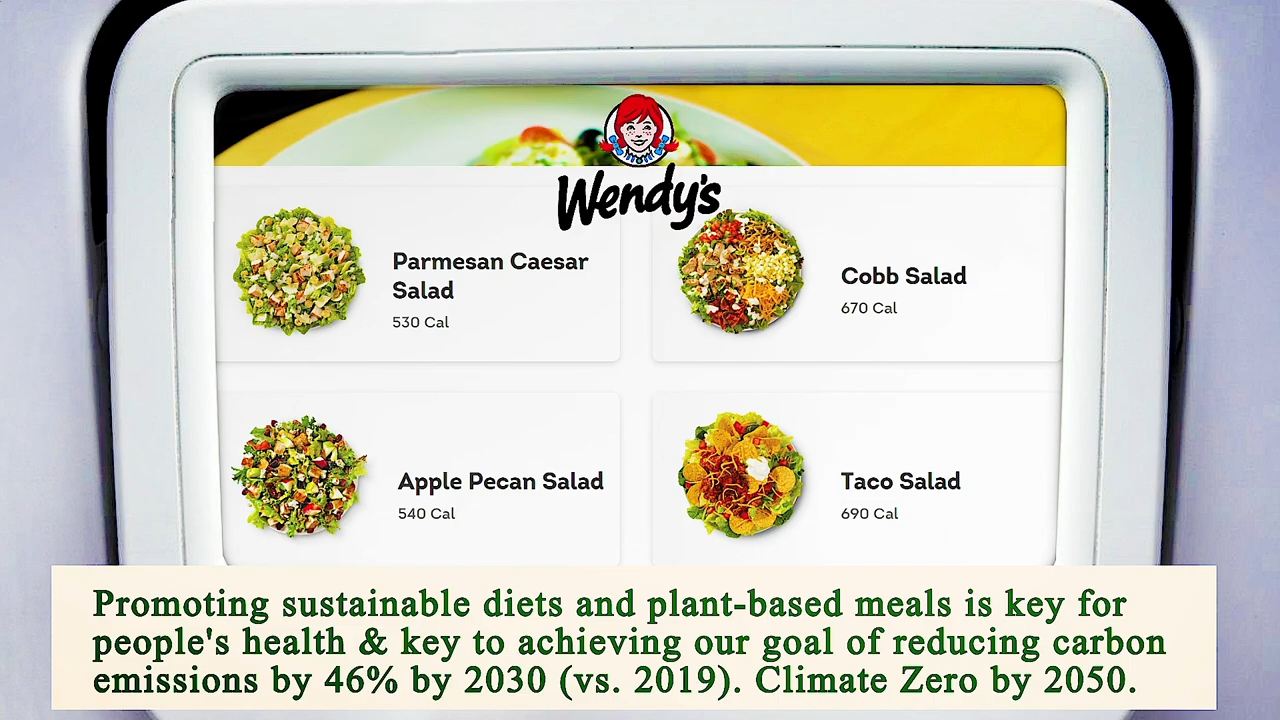 Wendy's
Parmesan Caesar
Salad
530 Cal
Cobb Salad
670 Cal
Apple Pecan Salad
540 Cal
Taco Salad
690 Cal
Promoting sustainable diets and plant-based meals is key for
people's health & key to achieving our goal of reducing carbon
emissions by 46% by 2030 (vs. 2019). Climate Zero by 2050.